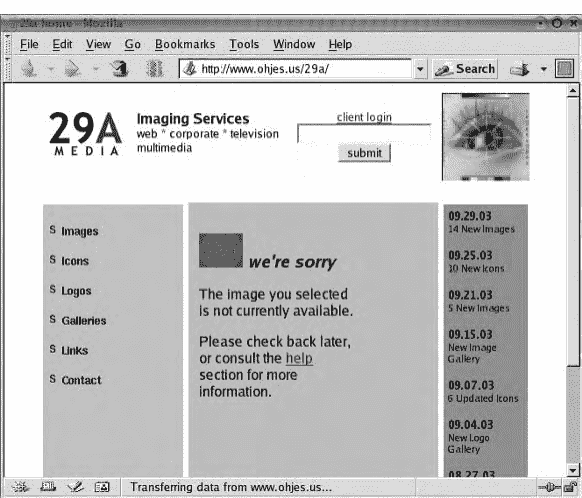 29a home - Mozilla
File Edit View Go Bookmarks Tools Window Help
http://www.ohjes.us/29a/
Search
29A
MEDIA
Imaging Services
web * corporate * television
multimedia
client login
submit
S Images
S Icons
S Logos
S Galleries
S Links
S Contact
we're sorry
The image you selected
is not currently available.
Please check back later,
or consult the help
section for more
information.
09.29.03
14 New Images
09.25.03
10 New Icons
09.21.03
5 New Images
09.15.03
New Image
Gallery
09.07.03
6 Updated Icons
09.04.03
New Logo
Gallery
08.27.03
Transferring data from www.ohjes.us...